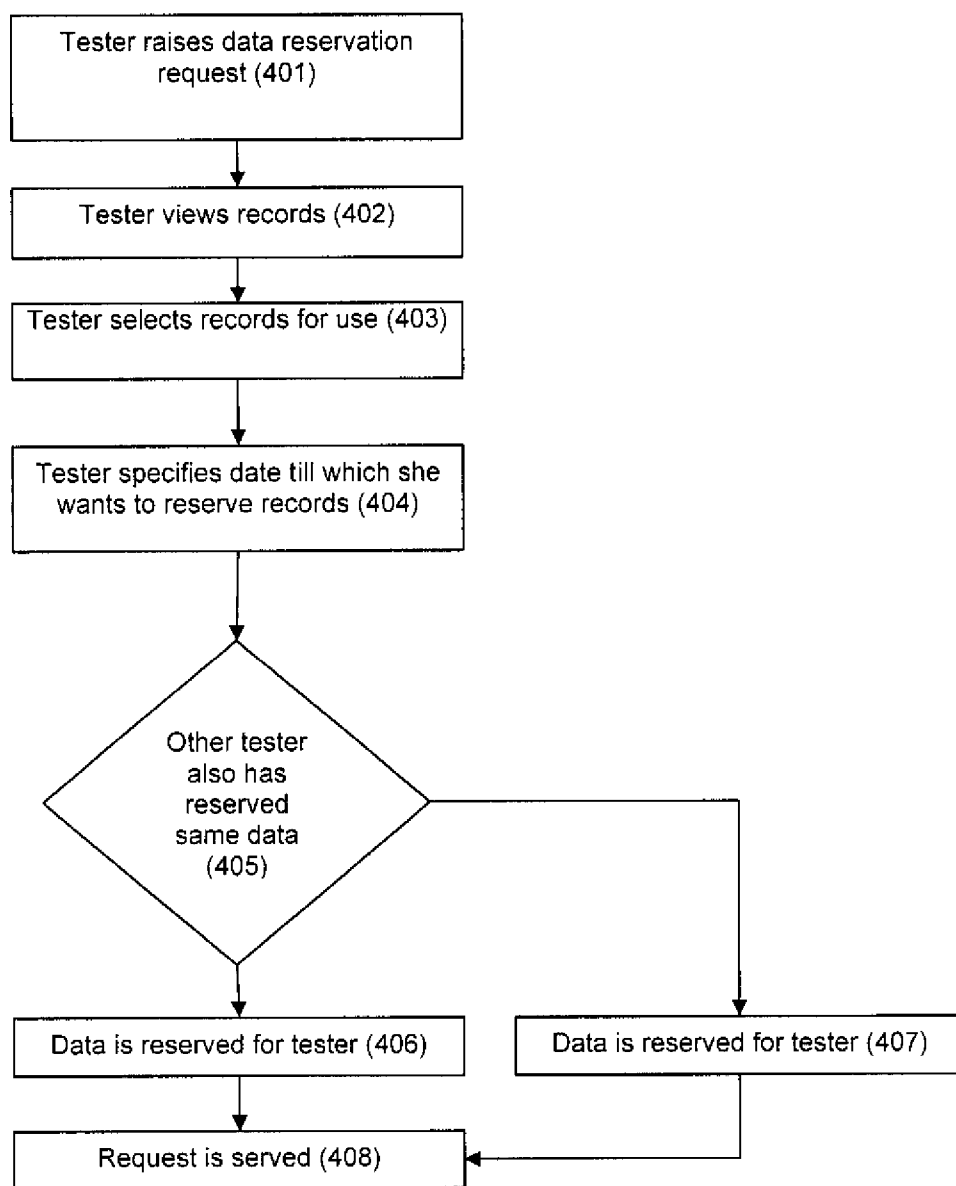 Tester raises data reservation
request (401)
Tester views records (402)
Tester selects records for use (403)
Tester specifies date till which she
wants to reserve records (404)
Other tester
also has
reserved
same data
(405)
Data is reserved for tester (406)
Data is reserved for tester (407)
Request is served (408)